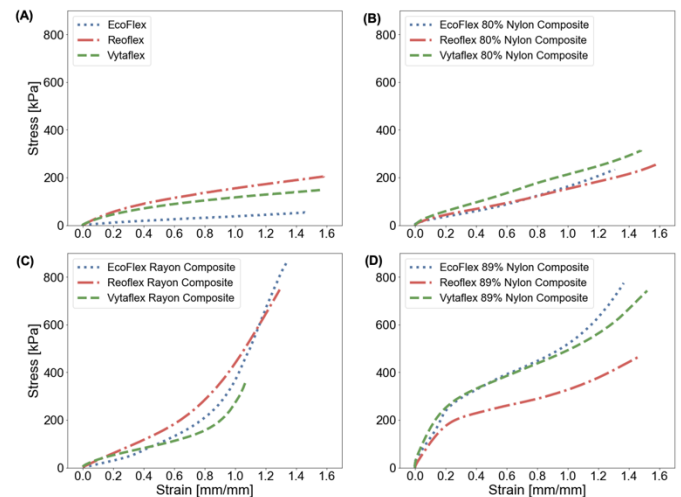 (A)
EcoFlex
Reoflex
Vytaflex
800
600
400
200
0
Stress [kPa]
0.0 0.2 0.4 0.6 0.8 1.0 1.2 1.4 1.6
(B)
EcoFlex 80% Nylon Composite
Reoflex 80% Nylon Composite
Vytaflex 80% Nylon Composite
800
600
400
200
0
0.0 0.2 0.4 0.6 0.8 1.0 1.2 1.4 1.6
(C)
EcoFlex Rayon Composite
Reoflex Rayon Composite
Vytaflex Rayon Composite
800
600
400
200
0
Stress [kPa]
0.0 0.2 0.4 0.6 0.8 1.0 1.2 1.4 1.6
Strain [mm/mm]
(D)
EcoFlex 89% Nylon Composite
Reoflex 89% Nylon Composite
Vytaflex 89% Nylon Composite
800
600
400
200
0
0.0 0.2 0.4 0.6 0.8 1.0 1.2 1.4 1.6
Strain [mm/mm]